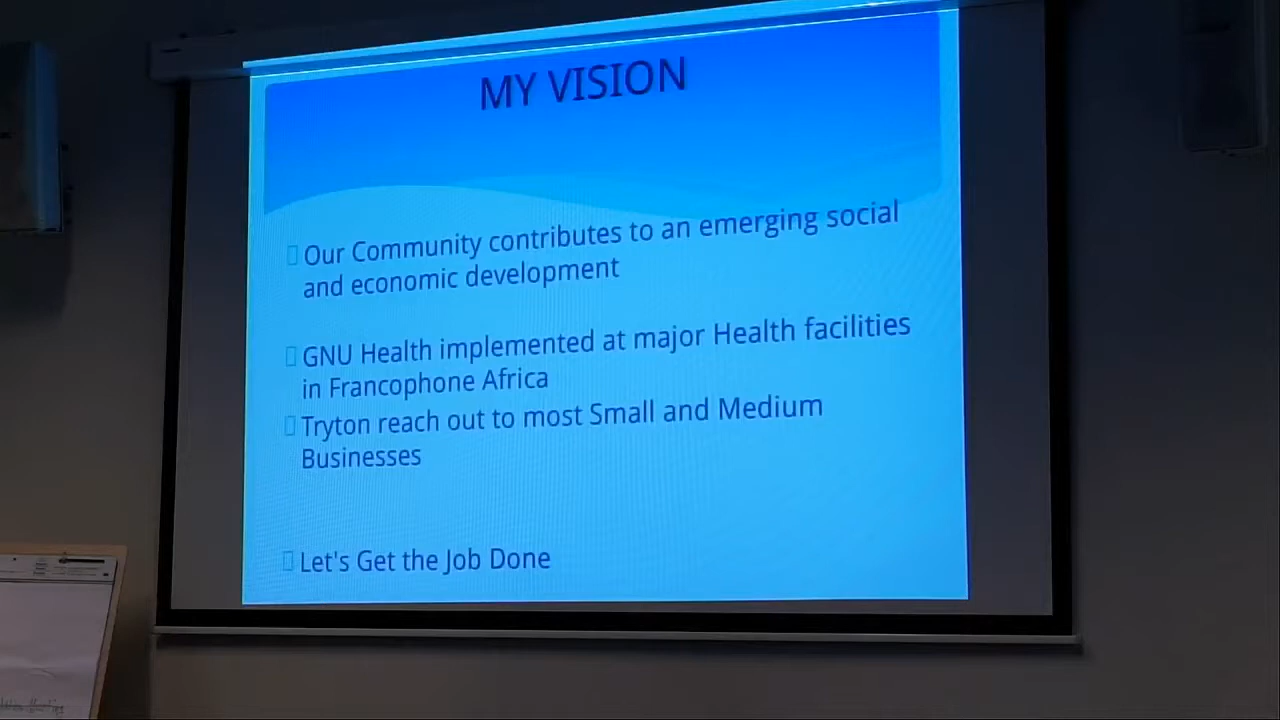 MY VISION
Our Community contributes to an emerging social
and economic development
GNU Health implemented at major Health facilities
in Francophone Africa
Tryton reach out to most Small and Medium
Businesses
Let's Get the Job Done